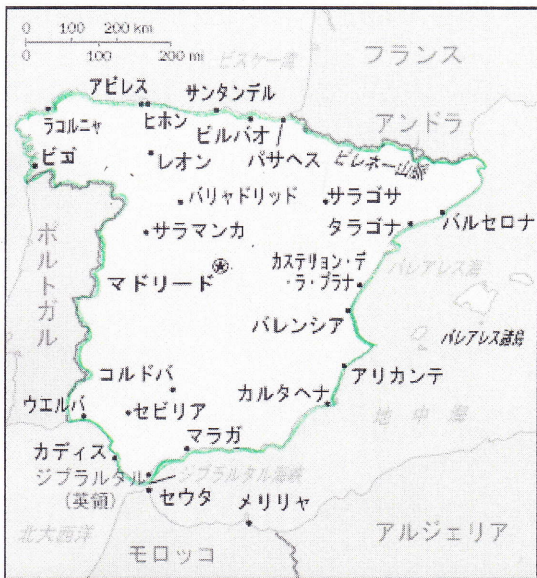 0 100 200 km
0 100 200 mi
ビスケー湾
フランス
アビレス
サンタンデル
アンドラ
ラコルニャ
ヒホン
ビルバオ
ビゴ
レオン
パサヘス
ピレネー山脈
バリャドリッド
サラゴサ
タラゴナ
バルセロナ
サラマンカ
ポルトガル
カステリョン・デ
・ラ・プラナ
バレアレス海
マドリード
バレンシア
バレアレス諸島
コルドバ
アリカンテ
カルタヘナ
ウエルバ
セビリア
地中海
マラガ
カディス
ジブラルタル
(英領)
ジブラルタル海峡
セウタ
メリリャ
北大西洋
モロッコ
アルジェリア